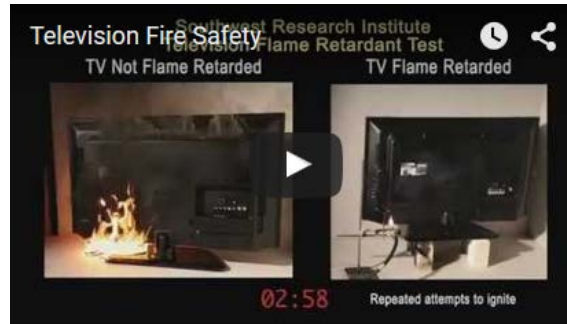 Southwest Research Institute
Television Fire Safety
Television Flame Retardant Test
TV Not Flame Retarded
TV Flame Retarded
02:58
Repeated attempts to ignite